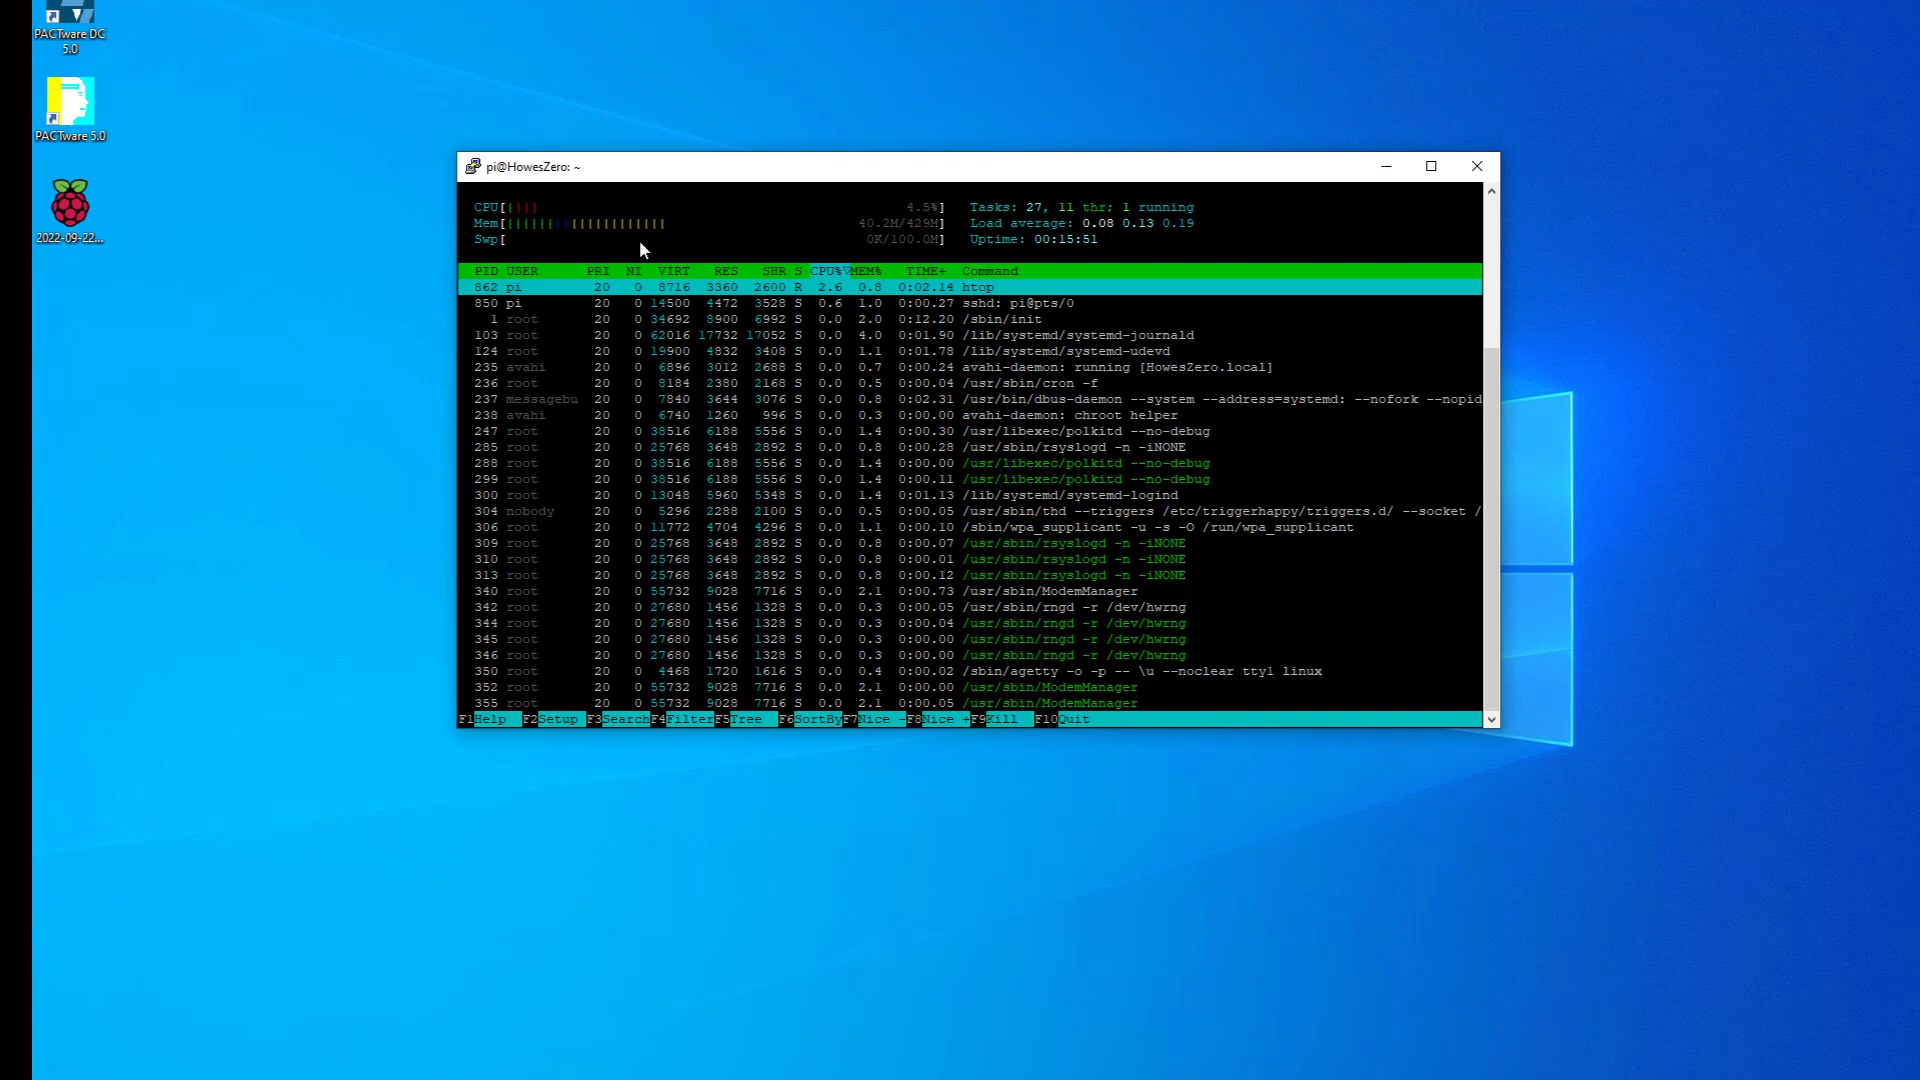 PACTware DC
5.0
PACTware 5.0
2022-09-22...
pi@HowesZero: ~
CPU[|||| 4.5%] Tasks: 27, 11 thr; 1 running
Mem[|||||||||||||||||||| 40.2M/429M] Load average: 0.08 0.13 0.19
Swp[ 0K/100.0M] Uptime: 00:15:51
PID USER PRI NI VIRT RES SHR S CPU%▽MEM% TIME+ Command
862 pi 20 0 8716 3360 2600 R 2.6 0.8 0:02.14 htop
850 pi 20 0 14500 4472 3528 S 0.6 1.0 0:00.27 sshd: pi@pts/0
1 root 20 0 34692 8900 6992 S 0.0 2.0 0:12.20 /sbin/init
103 root 20 0 62016 17732 17052 S 0.0 4.0 0:01.90 /lib/systemd/systemd-journald
124 root 20 0 19900 4832 3408 S 0.0 1.1 0:01.78 /lib/systemd/systemd-udevd
235 avahi 20 0 6896 3012 2688 S 0.0 0.7 0:00.24 avahi-daemon: running [HowesZero.local]
236 root 20 0 8184 2380 2168 S 0.0 0.5 0:00.04 /usr/sbin/cron -f
237 messagebu 20 0 7840 3644 3076 S 0.0 0.8 0:02.31 /usr/bin/dbus-daemon --system --address=systemd: --nofork --nopid
238 avahi 20 0 6740 1260 996 S 0.0 0.3 0:00.00 avahi-daemon: chroot helper
247 root 20 0 38516 6188 5556 S 0.0 1.4 0:00.30 /usr/libexec/polkitd --no-debug
285 root 20 0 25768 3648 2892 S 0.0 0.8 0:00.28 /usr/sbin/rsyslogd -n -iNONE
288 root 20 0 38516 6188 5556 S 0.0 1.4 0:00.00 /usr/libexec/polkitd --no-debug
299 root 20 0 38516 6188 5556 S 0.0 1.4 0:00.11 /usr/libexec/polkitd --no-debug
300 root 20 0 13048 5960 5348 S 0.0 1.4 0:01.13 /lib/systemd/systemd-logind
304 nobody 20 0 5296 2288 2100 S 0.0 0.5 0:00.05 /usr/sbin/thd --triggers /etc/triggerhappy/triggers.d/ --socket /
306 root 20 0 11772 4704 4296 S 0.0 1.1 0:00.10 /sbin/wpa_supplicant -u -s -O /run/wpa_supplicant
309 root 20 0 25768 3648 2892 S 0.0 0.8 0:00.07 /usr/sbin/rsyslogd -n -iNONE
310 root 20 0 25768 3648 2892 S 0.0 0.8 0:00.01 /usr/sbin/rsyslogd -n -iNONE
313 root 20 0 25768 3648 2892 S 0.0 0.8 0:00.12 /usr/sbin/rsyslogd -n -iNONE
340 root 20 0 55732 9028 7716 S 0.0 2.1 0:00.73 /usr/sbin/ModemManager
342 root 20 0 27680 1456 1328 S 0.0 0.3 0:00.05 /usr/sbin/rngd -r /dev/hwrng
344 root 20 0 27680 1456 1328 S 0.0 0.3 0:00.04 /usr/sbin/rngd -r /dev/hwrng
345 root 20 0 27680 1456 1328 S 0.0 0.3 0:00.00 /usr/sbin/rngd -r /dev/hwrng
346 root 20 0 27680 1456 1328 S 0.0 0.3 0:00.00 /usr/sbin/rngd -r /dev/hwrng
350 root 20 0 4468 1720 1616 S 0.0 0.4 0:00.02 /sbin/agetty -o -p -- \u --noclear tty1 linux
352 root 20 0 55732 9028 7716 S 0.0 2.1 0:00.00 /usr/sbin/ModemManager
355 root 20 0 55732 9028 7716 S 0.0 2.1 0:00.05 /usr/sbin/ModemManager
F1Help F2Setup F3SearchF4FilterF5Tree F6SortByF7Nice -F8Nice +F9Kill F10Quit